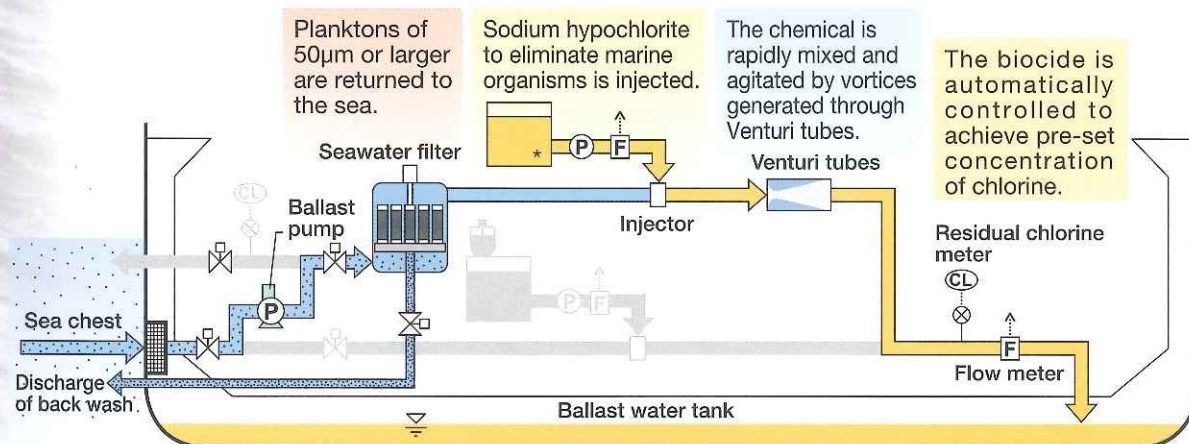 Planktons of
50µm or larger
are returned to
the sea.
Sodium hypochlorite
to eliminate marine
organisms is injected.
The chemical is
rapidly mixed and
agitated by vortices
generated through
Venturi tubes.
The biocide is
automatically
controlled to
achieve pre-set
concentration
of chlorine.
Seawater filter
*
P
F
Venturi tubes
CL
Ballast
pump
Injector
Residual chlorine
meter
CL
P
P
F
Sea chest
F
Flow meter
Discharge
of back wash
Ballast water tank